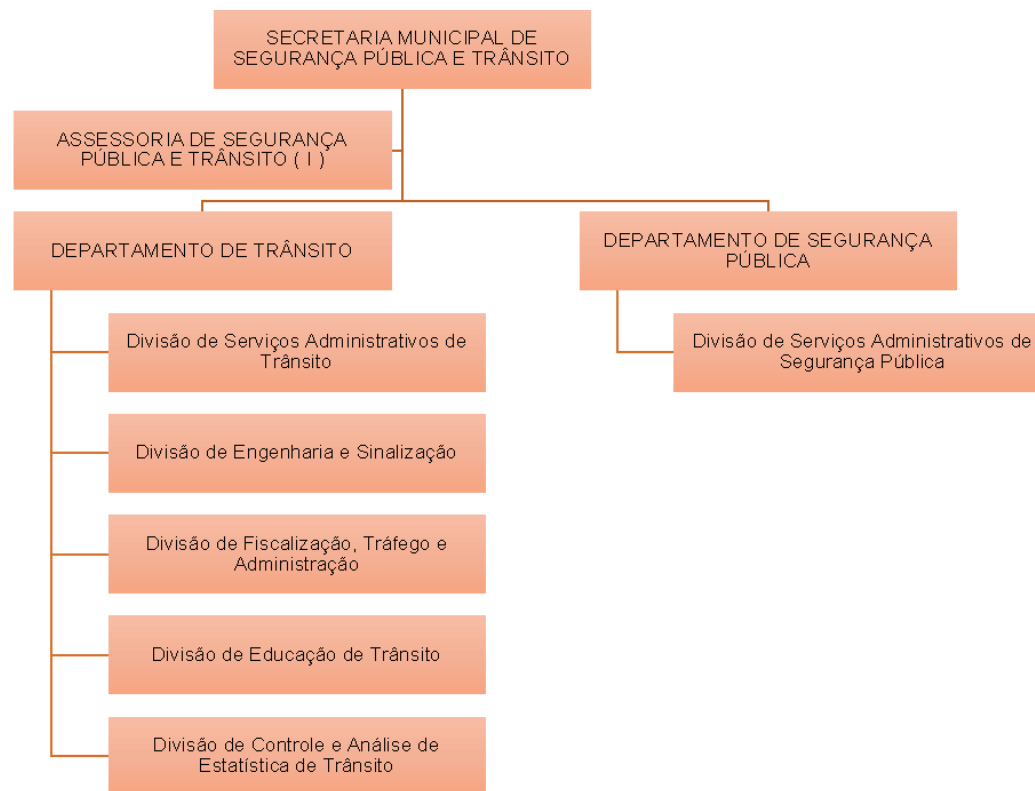 SECRETARIA MUNICIPAL DE
SEGURANÇA PÚBLICA E TRÂNSITO
ASSESSORIA DE SEGURANÇA
PÚBLICA E TRÂNSITO ( I )
DEPARTAMENTO DE TRÂNSITO
Divisão de Serviços Administrativos de
Trânsito
Divisão de Engenharia e Sinalização
Divisão de Fiscalização, Tráfego e
Administração
Divisão de Educação de Trânsito
Divisão de Controle e Análise de
Estatística de Trânsito
DEPARTAMENTO DE SEGURANÇA
PÚBLICA
Divisão de Serviços Administrativos de
Segurança Pública